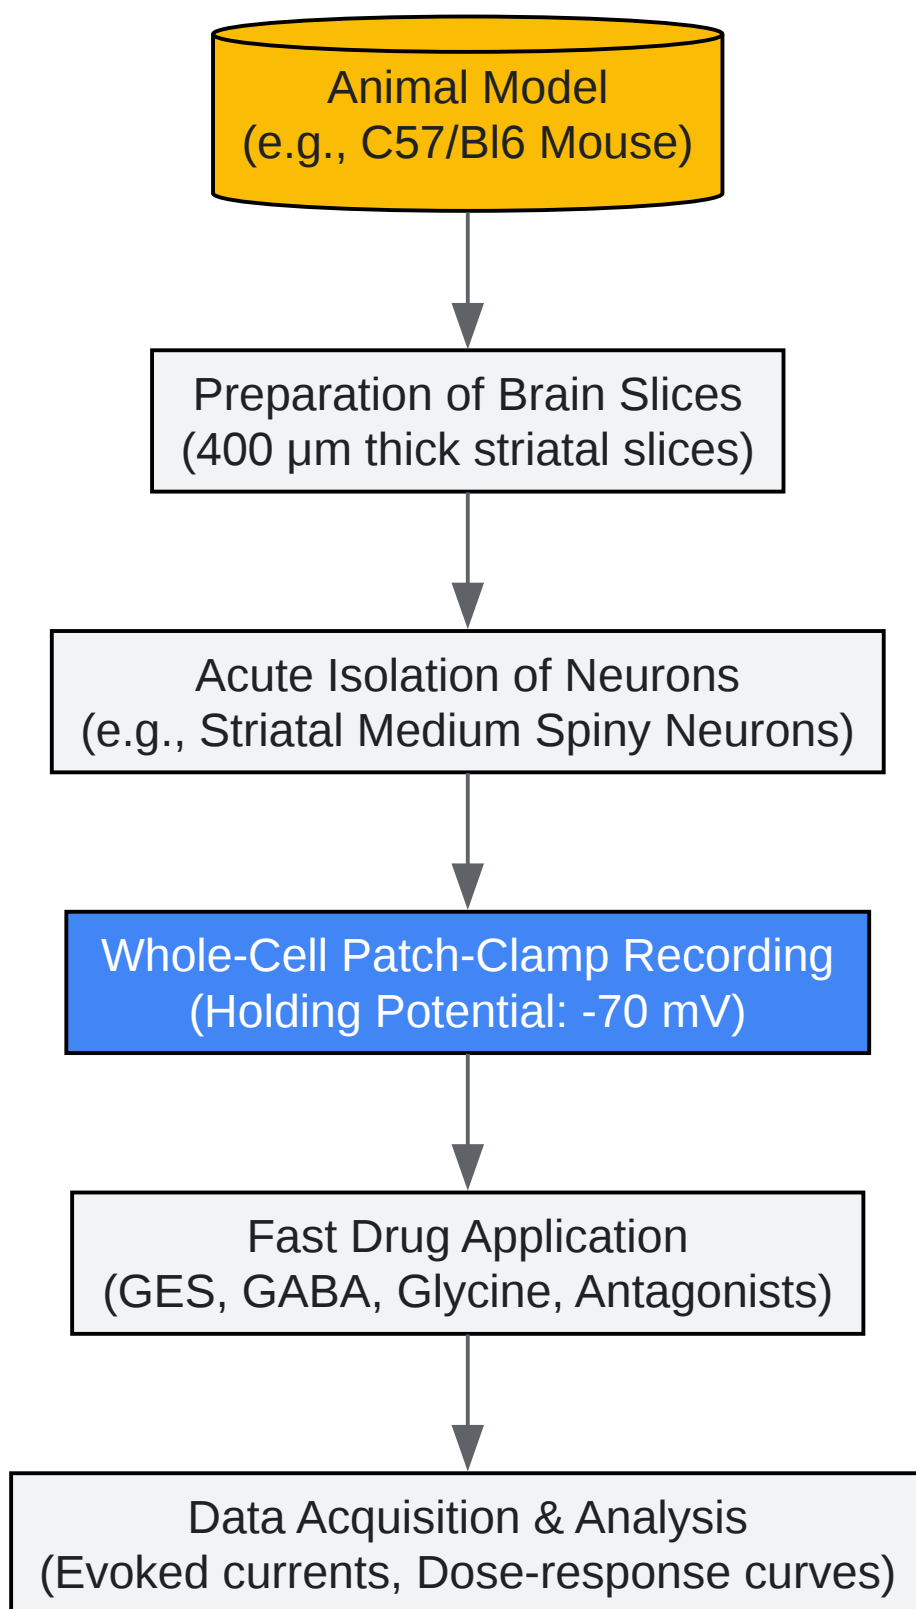 Animal Model
(e.g., C57/Bl6 Mouse)
Preparation of Brain Slices
(400 μm thick striatal slices)
Acute Isolation of Neurons
(e.g., Striatal Medium Spiny Neurons)
Whole-Cell Patch-Clamp Recording
(Holding Potential: -70 mV)
Fast Drug Application
(GES, GABA, Glycine, Antagonists)
Data Acquisition & Analysis
(Evoked currents, Dose-response curves)